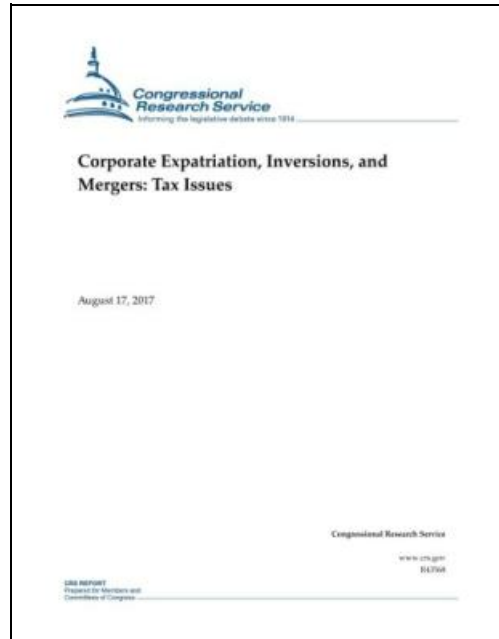 Congressional
Research Service
Informing the legislative debate since 1914
Corporate Expatriation, Inversions, and
Mergers: Tax Issues
August 17, 2017
Congressional Research Service
www.crs.gov
R43568
CRS REPORT
Prepared for Members and
Committees of Congress